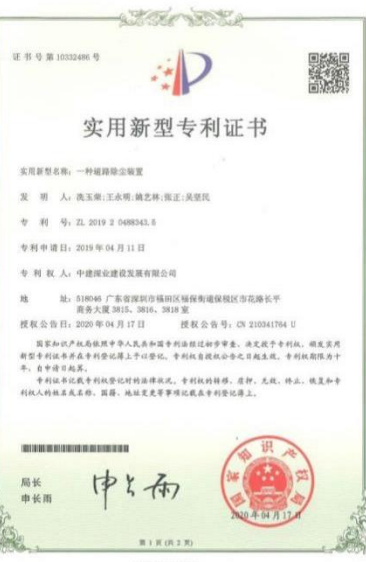 证书号第10332486号
实用新型专利证书
实用新型名称：一种道路除尘装置
发 明 人：洗玉荣;王永明;姚艺林;张正;吴坚民
专 利 号：ZL 2019 2 0488343.5
专利申请日：2019年04月11日
专 利 权 人：中建深业建设发展有限公司
地 址：518046 广东省深圳市福田区福保街道保税区市花路长平
商务大厦 3815、3816、3818室
授权公告日：2020年04月17日 授权公告号：CN 210341764 U
国家知识产权局依照中华人民共和国专利法经过初步审查，决定授予专利权，颁发实用
新型专利证书并在专利登记簿上予以登记。专利权自授权公告之日起生效。专利权期限为十
年，自申请日起算。
专利证书记载专利权登记时的法律状况。专利权的转移、质押、无效、终止、恢复和专
利权人的姓名或名称、国籍、地址变更等事项记载在专利登记簿上。
局长
申长雨
国家知识产权局
2020年04月17日
第 1 页 (共 2 页)